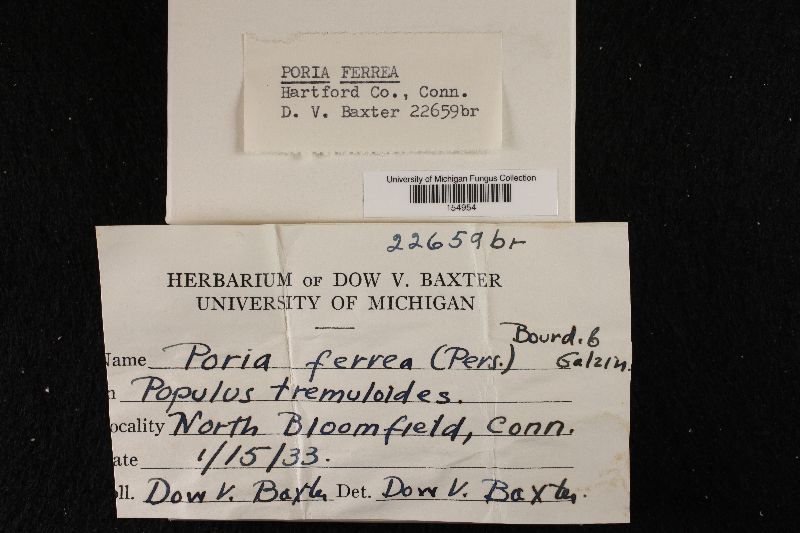 PORIA FERREA
Hartford Co., Conn.
D. V. Baxter 22659br
University of Michigan Fungus Collection
154954
22659br
HERBARIUM OF DOW V. BAXTER
UNIVERSITY OF MICHIGAN
Name Poria ferrea (Pers.) Bourd. & Galzin.
n Populus tremuloides.
ocality North Bloomfield, Conn.
ate 1/15/33.
oll. Dow V. Baxter Det. Dow V. Baxter.